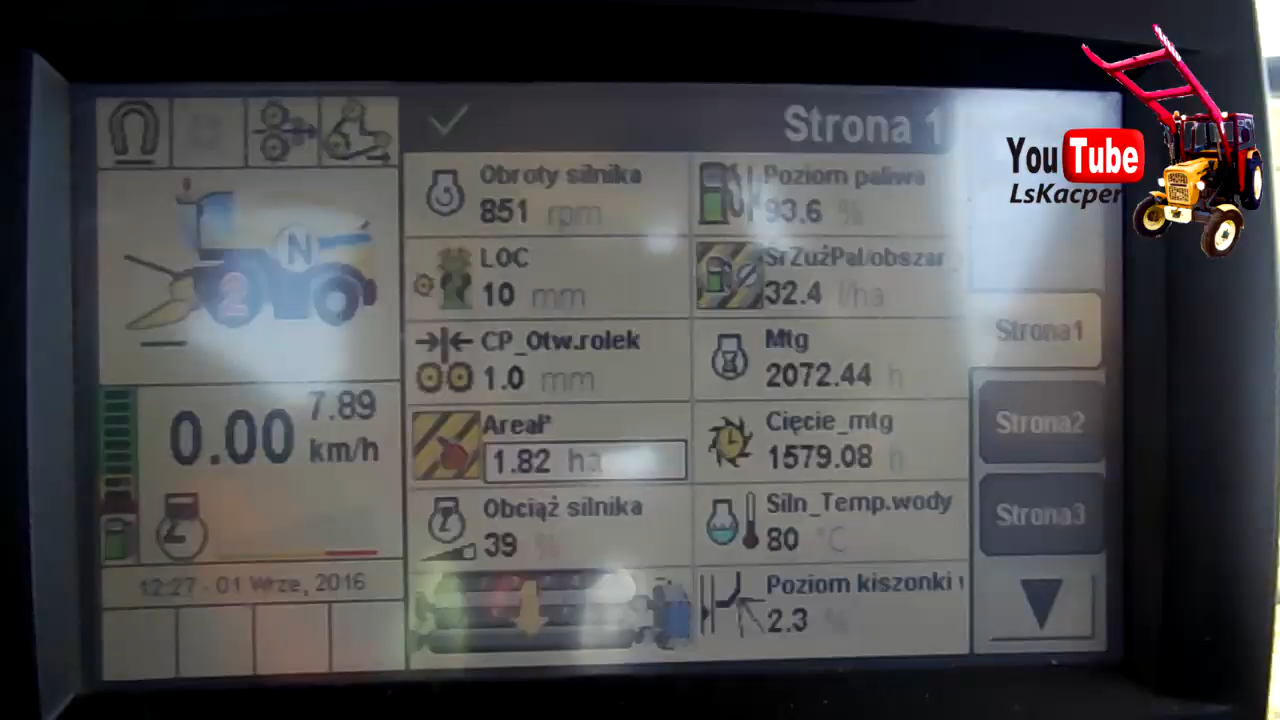 Strona 1
You Tube
LsKacper
Obroty silnika
851 rpm
Poziom paliwa
93.6 %
LOC
10 mm
SrZużPal/obszar
32.4 l/ha
CP_Otw.rolek
1.0 mm
Mtg
2072.44 h
Areał*
1.82 ha
Cięcie_mtg
1579.08 h
Obciąż silnika
39 %
Siln_Temp.wody
80 °C
Poziom kiszonki
2.3 %
N
2
7.89
0.00 km/h
12:27 - 01 Wrze, 2016
Strona1
Strona2
Strona3